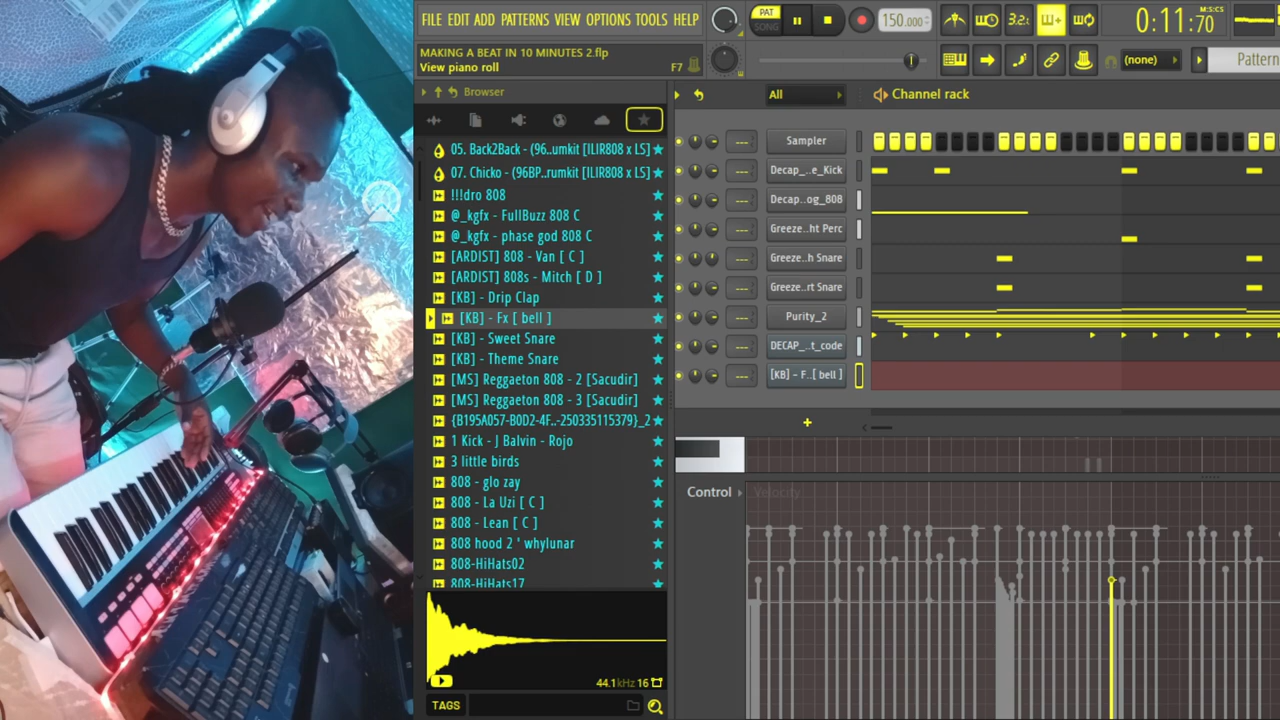 FILE EDIT ADD PATTERNS VIEW OPTIONS TOOLS HELP
MAKING A BEAT IN 10 MINUTES 2.flp
View piano roll F7
PAT
SONG
150.000
3.2.
0:11:70
M:S:CS
(none)
Pattern
Browser
05. Back2Back - (96..umkit [ILIR808 x LS]
07. Chicko - (96BP..rumkit [ILIR808 x LS]
!!!dro 808
@_kgfx - FullBuzz 808 C
@_kgfx - phase god 808 C
[ARDIST] 808 - Van [ C ]
[ARDIST] 808s - Mitch [ D ]
[KB] - Drip Clap
[KB] - Fx [ bell ]
[KB] - Sweet Snare
[KB] - Theme Snare
[MS] Reggaeton 808 - 2 [Sacudir]
[MS] Reggaeton 808 - 3 [Sacudir]
{B195A057-B0D2-4F..-250335115379}_2
1 Kick - J Balvin - Rojo
3 little birds
808 - glo zay
808 - La Uzi [ C ]
808 - Lean [ C ]
808 hood 2 ' whylunar
808-HiHats02
808-HiHats17
44.1kHz 16
TAGS
All
Channel rack
Sampler
Decap_..e_Kick
Decap..og_808
Greeze..ht Perc
Greeze..h Snare
Greeze..rt Snare
Purity_2
DECAP_..t_code
[KB] - F..[ bell ]
+
Control
Velocity